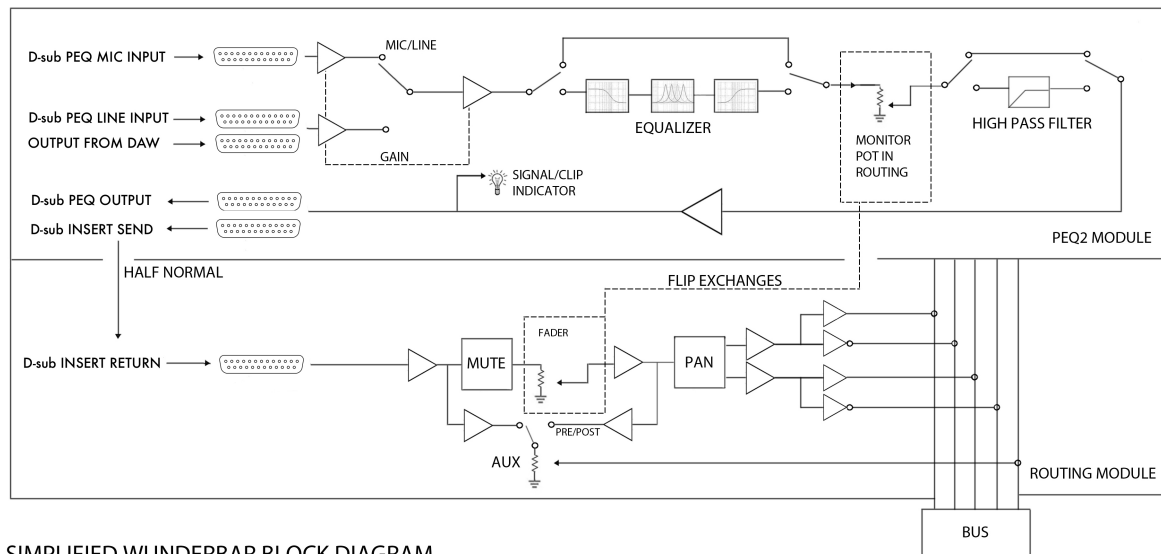 D-sub PEQ MIC INPUT
MIC/LINE
D-sub PEQ LINE INPUT
OUTPUT FROM DAW
GAIN
EQUALIZER
MONITOR
POT IN
ROUTING
HIGH PASS FILTER
SIGNAL/CLIP
INDICATOR
D-sub PEQ OUTPUT
D-sub INSERT SEND
PEQ2 MODULE
HALF NORMAL
FLIP EXCHANGES
FADER
D-sub INSERT RETURN
MUTE
PAN
PRE/POST
AUX
ROUTING MODULE
BUS
SIMPLIFIED WUNDERBAR BLOCK DIAGRAM